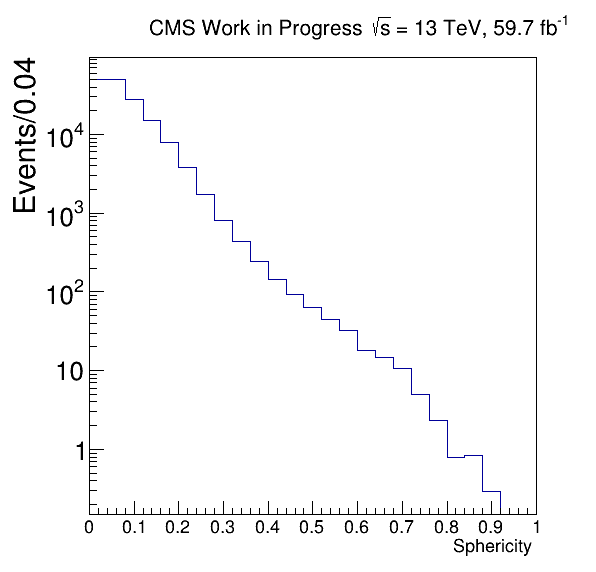 CMS Work in Progress √s = 13 TeV, 59.7 fb⁻¹
Events/0.04
10⁴
10³
10²
10
1
0 0.1 0.2 0.3 0.4 0.5 0.6 0.7 0.8 0.9 1
Sphericity